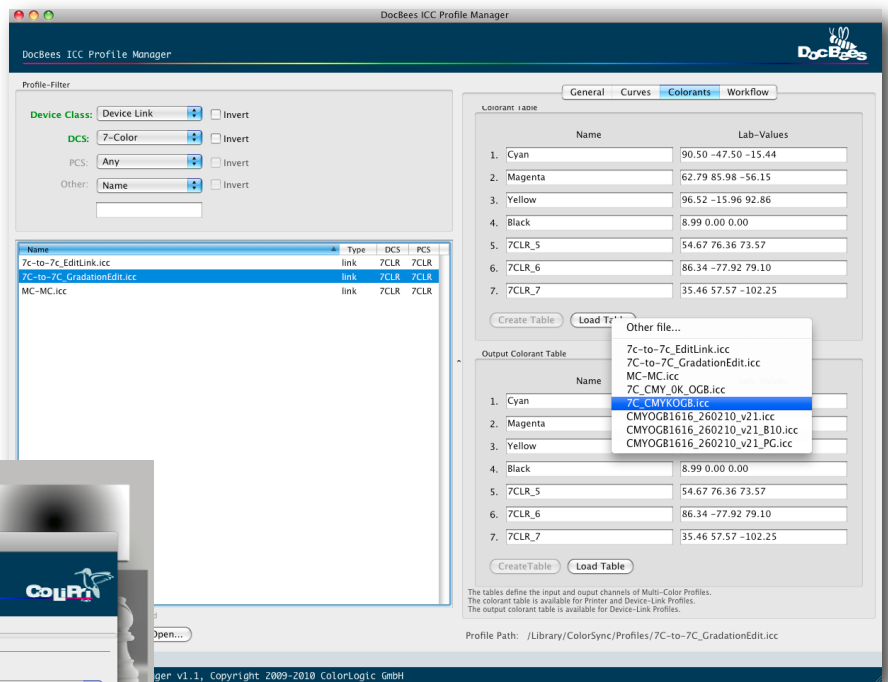 DocBees ICC Profile Manager
DocBees ICC Profile Manager
DocBees
Profile-Filter
Device Class: Device Link Invert
DCS: 7-Color Invert
PCS: Any Invert
Other: Name Invert
Name Type DCS PCS
7c-to-7c_EditLink.icc link 7CLR 7CLR
7C-to-7C_GradationEdit.icc link 7CLR 7CLR
MC-MC.icc link 7CLR 7CLR
General Curves Colorants Workflow
Colorant Table
Name Lab-Values
1. Cyan 90.50 -47.50 -15.44
2. Magenta 62.79 85.98 -56.15
3. Yellow 96.52 -15.96 92.86
4. Black 8.99 0.00 0.00
5. 7CLR_5 54.67 76.36 73.57
6. 7CLR_6 86.34 -77.92 79.10
7. 7CLR_7 35.46 57.57 -102.25
Create Table Load Table
Other file...
7c-to-7c_EditLink.icc
7C-to-7C_GradationEdit.icc
MC-MC.icc
7C_CMY_0K_OGB.icc
7C_CMYKOGB.icc
CMYOGB1616_260210_v21.icc
CMYOGB1616_260210_v21_B10.icc
CMYOGB1616_260210_v21_PG.icc
Output Colorant Table
Name
1. Cyan
2. Magenta
3. Yellow
4. Black 8.99 0.00 0.00
5. 7CLR_5 54.67 76.36 73.57
6. 7CLR_6 86.34 -77.92 79.10
7. 7CLR_7 35.46 57.57 -102.25
CreateTable Load Table
The tables define the input and ouput channels of Multi-Color Profiles.
The colorant table is available for Printer and Device-Link Profiles.
The output colorant table is available for Device-Link Profiles.
Profile Path: /Library/ColorSync/Profiles/7C-to-7C_GradationEdit.icc
CoLiPri
Open...)
ger v1.1, Copyright 2009-2010 ColorLogic GmbH